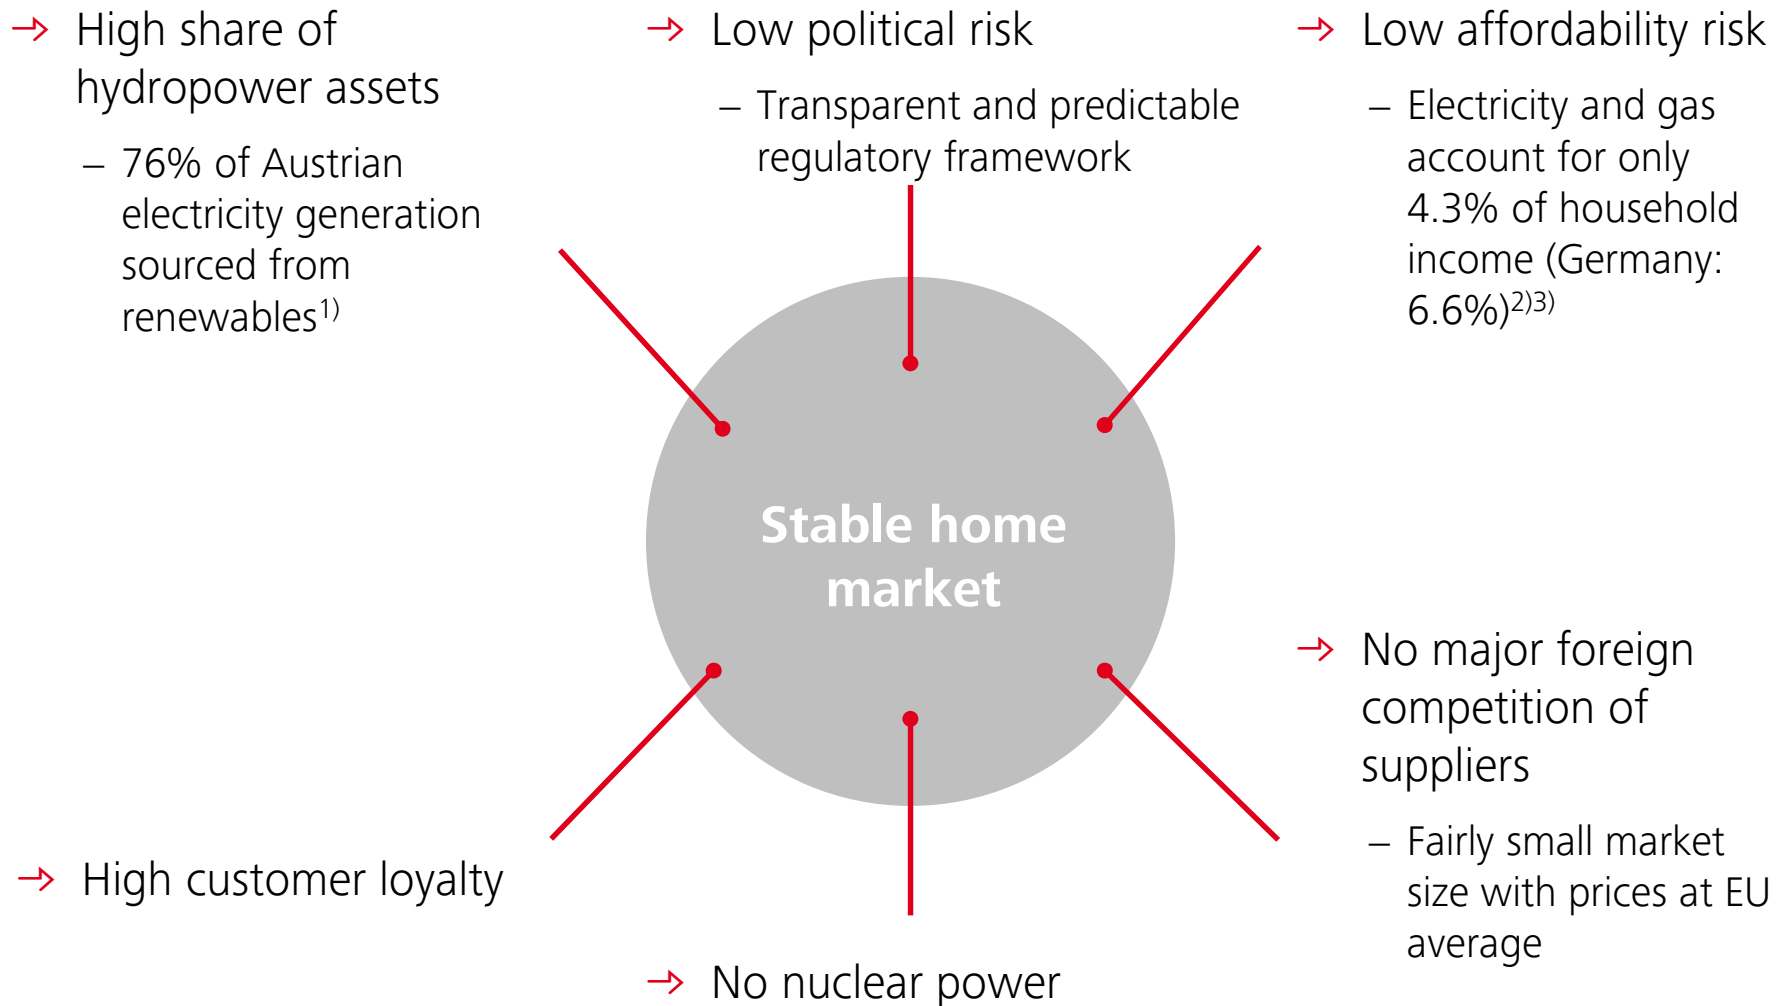 → High share of
hydropower assets
– 76% of Austrian
electricity generation
sourced from
renewables1)
→ Low political risk
– Transparent and predictable
regulatory framework
→ Low affordability risk
– Electricity and gas
account for only
4.3% of household
income (Germany:
6.6%)2)3)
Stable home
market
→ High customer loyalty
→ No nuclear power
→ No major foreign
competition of
suppliers
– Fairly small market
size with prices at EU
average